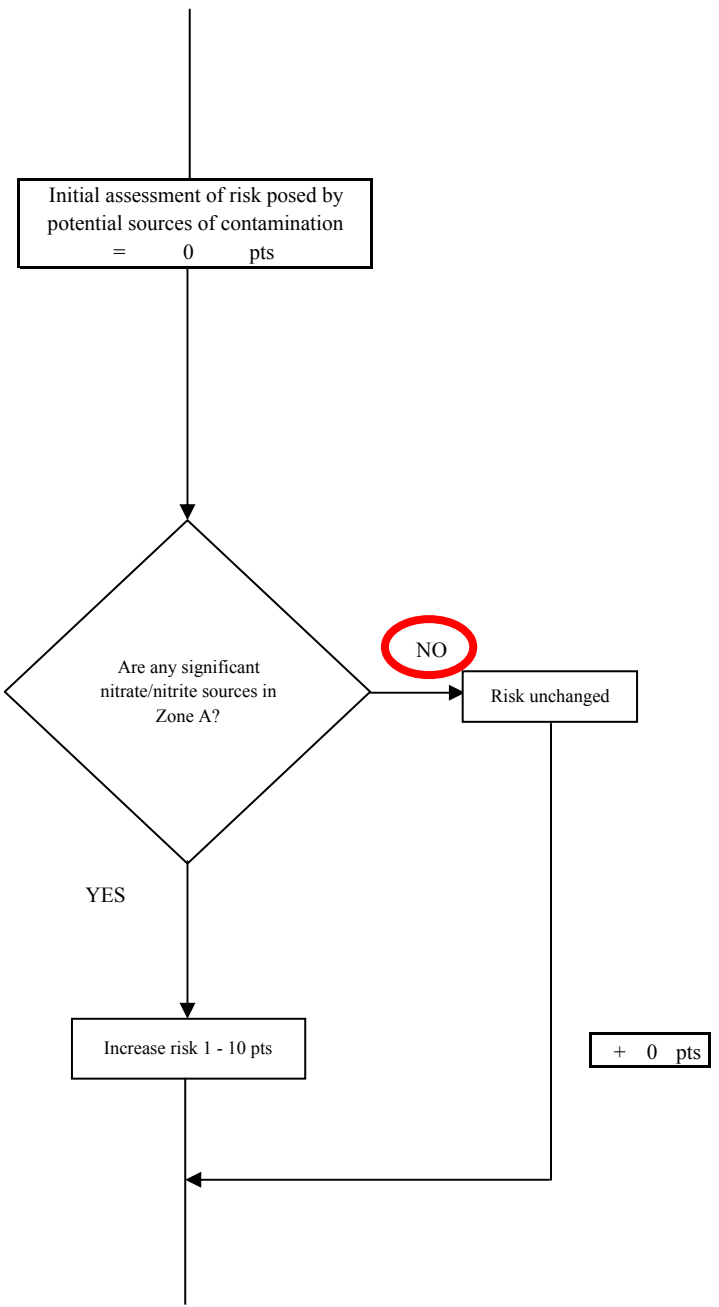 Initial assessment of risk posed by
potential sources of contamination
= 0 pts
Are any significant
nitrate/nitrite sources in
Zone A?
NO
Risk unchanged
YES
Increase risk 1 - 10 pts
+ 0 pts